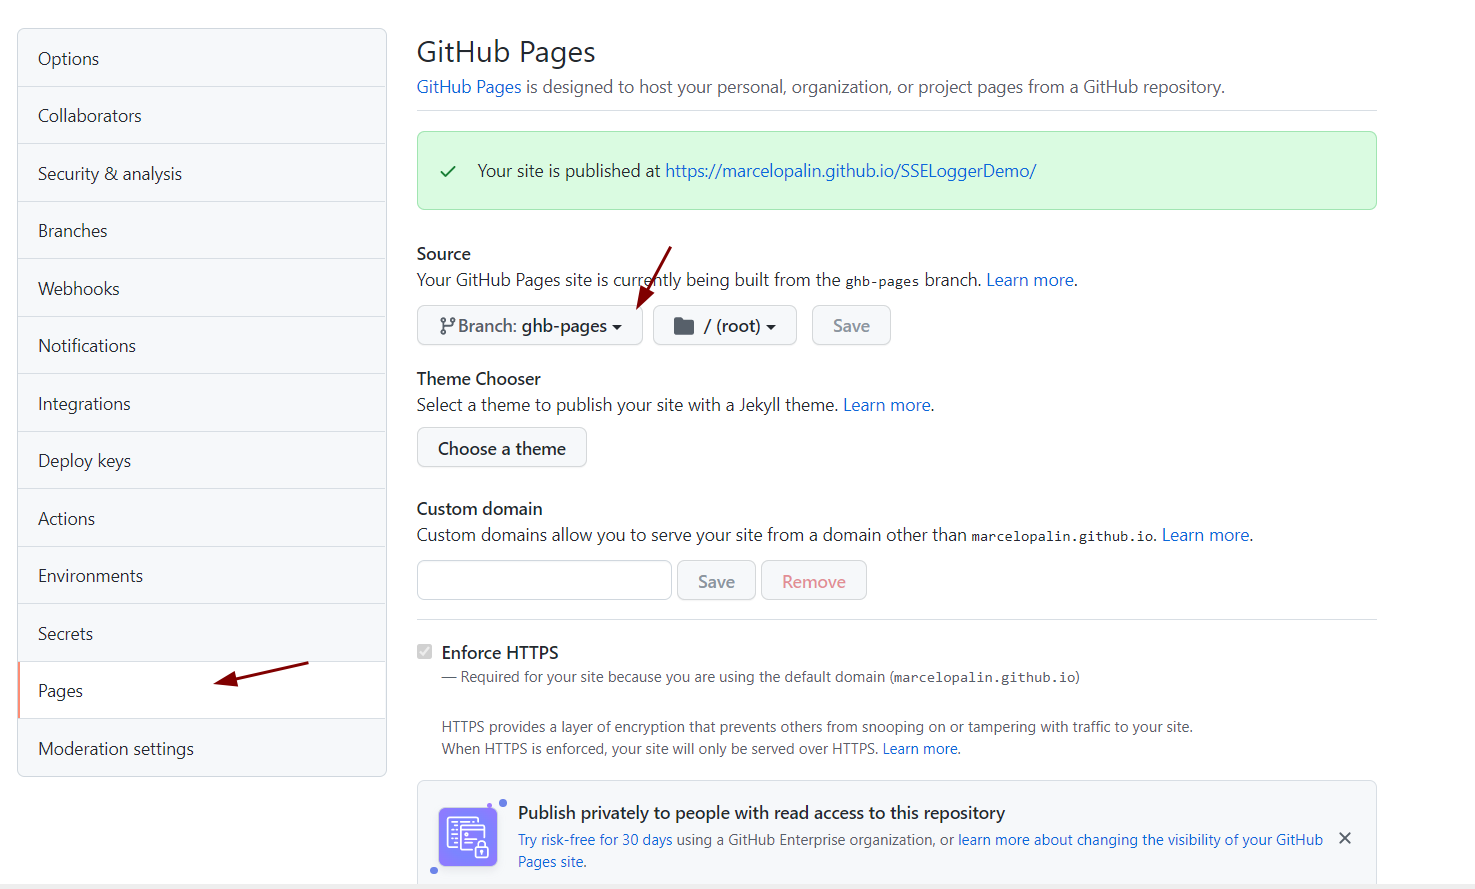 Options
Collaborators
Security & analysis
Branches
Webhooks
Notifications
Integrations
Deploy keys
Actions
Environments
Secrets
Pages
Moderation settings
GitHub Pages
GitHub Pages is designed to host your personal, organization, or project pages from a GitHub repository.
Your site is published at https://marcelopalin.github.io/SSELoggerDemo/
Source
Your GitHub Pages site is currently being built from the ghb-pages branch. Learn more.
Branch: ghb-pages / (root) Save
Theme Chooser
Select a theme to publish your site with a Jekyll theme. Learn more.
Choose a theme
Custom domain
Custom domains allow you to serve your site from a domain other than marcelopalin.github.io. Learn more.
Save Remove
Enforce HTTPS
— Required for your site because you are using the default domain (marcelopalin.github.io)
HTTPS provides a layer of encryption that prevents others from snooping on or tampering with traffic to your site.
When HTTPS is enforced, your site will only be served over HTTPS. Learn more.
Publish privately to people with read access to this repository
Try risk-free for 30 days using a GitHub Enterprise organization, or learn more about changing the visibility of your GitHub
Pages site.